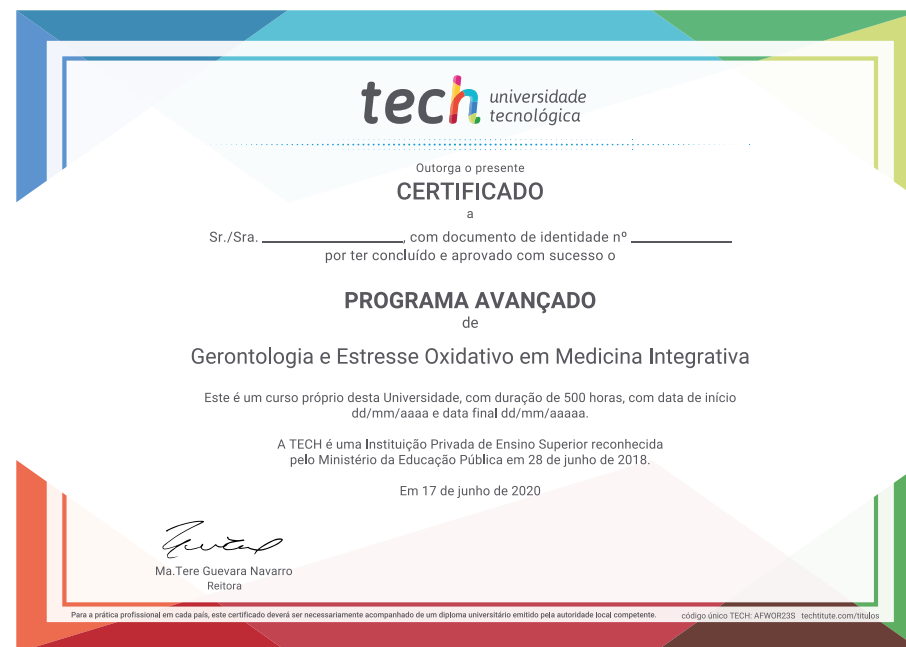 tech universidade
tecnológica
Outorga o presente
CERTIFICADO
a
Sr./Sra. ____________, com documento de identidade nº ____________
por ter concluído e aprovado com sucesso o
PROGRAMA AVANÇADO
de
Gerontologia e Estresse Oxidativo em Medicina Integrativa
Este é um curso próprio desta Universidade, com duração de 500 horas, com data de início
dd/mm/aaaa e data final dd/mm/aaaaa.
A TECH é uma Instituição Privada de Ensino Superior reconhecida
pelo Ministério da Educação Pública em 28 de junho de 2018.
Em 17 de junho de 2020
Ma.Tere Guevara Navarro
Reitora
Para a prática profissional em cada país, este certificado deverá ser necessariamente acompanhado de um diploma universitário emitido pela autoridade local competente. código único TECH: AFWOR23S techtitute.com/titulos